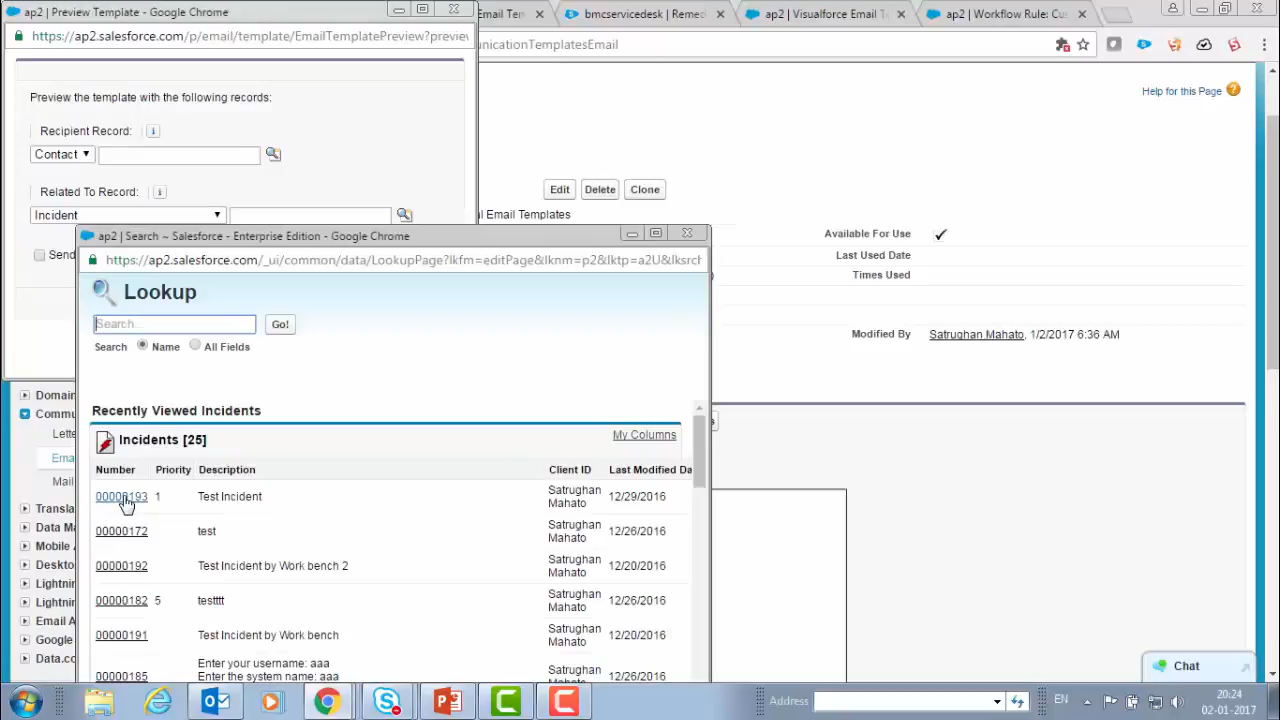 ap2 | Preview Template - Google Chrome
Email Ten
bmcservicedesk | Reme
ap2 | Visualforce Email T
ap2 | Workflow Rule: Cu
https://ap2.salesforce.com/p/email/template/EmailTemplatePreview?preview
unicationTemplatesEmail
Help for this Page
Preview the template with the following records:
Recipient Record:
Contact
Related To Record:
Incident
Send
Edit
Delete
Clone
l Email Templates
Available For Use
Last Used Date
Times Used
Modified By
Satrughan Mahato, 1/2/2017 6:36 AM
ap2 | Search ~ Salesforce - Enterprise Edition - Google Chrome
https://ap2.salesforce.com/_ui/common/data/LookupPage?lkfm=editPage&lknm=p2&lktp=a2U&lksrch
Lookup
Search...
Go!
Search Name All Fields
Recently Viewed Incidents
Incidents [25]
My Columns
Number Priority Description Client ID Last Modified Da
00000193 1 Test Incident Satrughan Mahato 12/29/2016
00000172 test Satrughan Mahato 12/26/2016
00000192 Test Incident by Work bench 2 Satrughan Mahato 12/20/2016
00000182 5 testttt Satrughan Mahato 12/26/2016
00000191 Test Incident by Work bench Satrughan Mahato 12/20/2016
Enter your username: aaa
00000185 Enter the system name: aaa Satrughan 12/26/2016
Domain
Commu
Lette
Ema
Mail
Transla
Data Ma
Mobile A
Deskto
Lightnin
Lightnin
Email A
Google
Data.co
Chat
Address
EN
20:24
02-01-2017